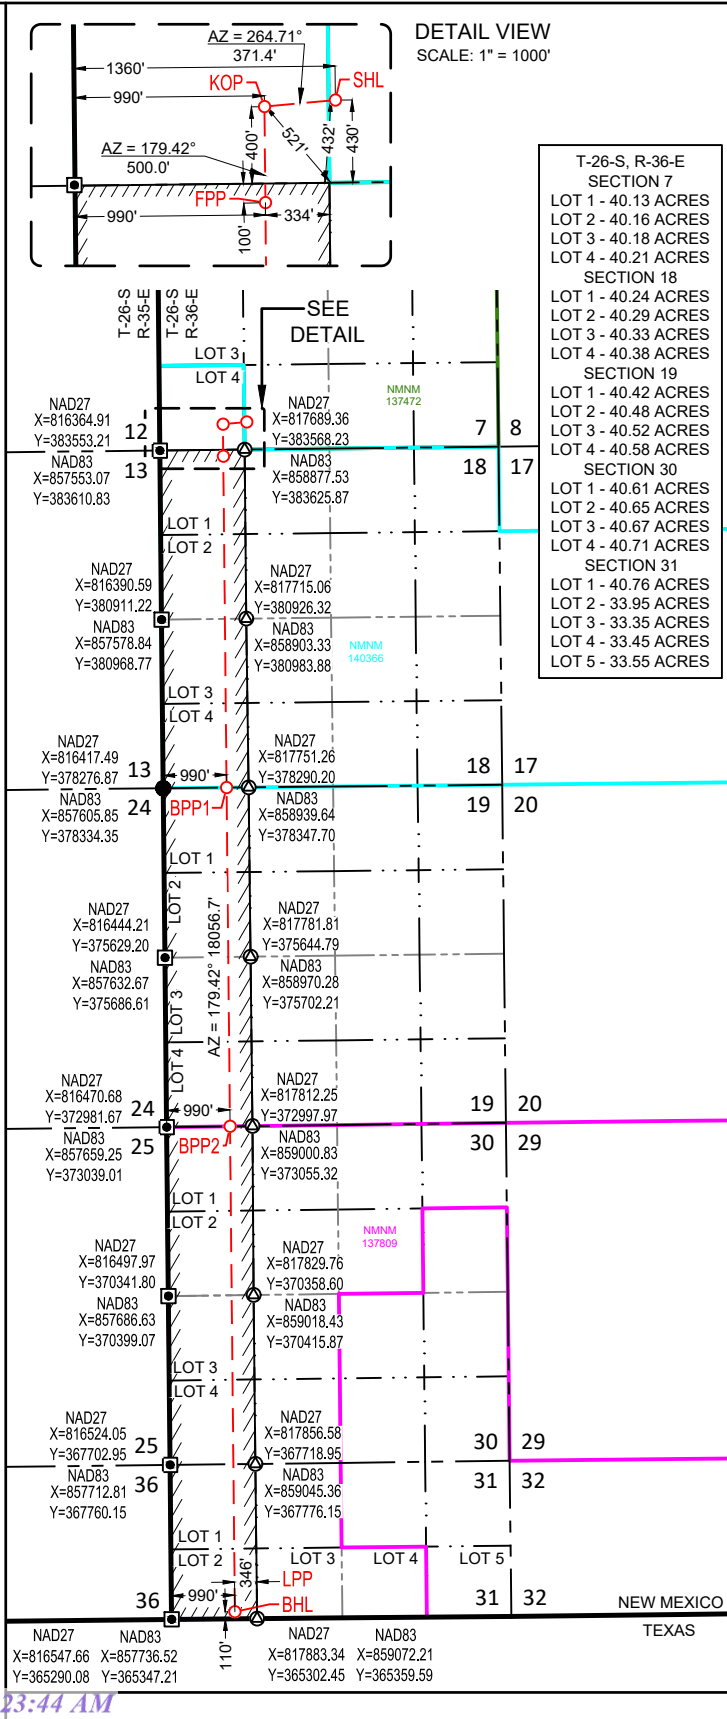 DETAIL VIEW
SCALE: 1" = 1000'
AZ = 264.71°
371.4'
1360'
KOP
SHL
990'
AZ = 179.42°
500.0'
400'
521'
432'
430'
FPP
990'
334'
100'
T-26-S, R-36-E
SECTION 7
LOT 1 - 40.13 ACRES
LOT 2 - 40.16 ACRES
LOT 3 - 40.18 ACRES
LOT 4 - 40.21 ACRES
SECTION 18
LOT 1 - 40.24 ACRES
LOT 2 - 40.29 ACRES
LOT 3 - 40.33 ACRES
LOT 4 - 40.38 ACRES
SECTION 19
LOT 1 - 40.42 ACRES
LOT 2 - 40.48 ACRES
LOT 3 - 40.52 ACRES
LOT 4 - 40.58 ACRES
SECTION 30
LOT 1 - 40.61 ACRES
LOT 2 - 40.65 ACRES
LOT 3 - 40.67 ACRES
LOT 4 - 40.71 ACRES
SECTION 31
LOT 1 - 40.76 ACRES
LOT 2 - 33.95 ACRES
LOT 3 - 33.35 ACRES
LOT 4 - 33.45 ACRES
LOT 5 - 33.55 ACRES
T-26-S
R-35-E
T-26-S
R-36-E
SEE
DETAIL
LOT 3
LOT 4
NMNM
137472
NAD27
X=816364.91
Y=383553.21
NAD83
X=857553.07
Y=383610.83
12
13
NAD27
X=817689.36
Y=383568.23
NAD83
X=858877.53
Y=383625.87
7 8
18 17
LOT 1
LOT 2
NAD27
X=816390.59
Y=380911.22
NAD83
X=857578.84
Y=380968.77
NAD27
X=817715.06
Y=380926.32
NAD83
X=858903.33
Y=380983.88
NMNM
140366
LOT 3
LOT 4
NAD27
X=816417.49
Y=378276.87
NAD83
X=857605.85
Y=378334.35
13
24
990'
BPP1
NAD27
X=817751.26
Y=378290.20
NAD83
X=858939.64
Y=378347.70
18 17
19 20
LOT 1
LOT 2
NAD27
X=816444.21
Y=375629.20
NAD83
X=857632.67
Y=375686.61
AZ = 179.42° 18056.7'
NAD27
X=817781.81
Y=375644.79
NAD83
X=858970.28
Y=375702.21
LOT 3
LOT 4
NAD27
X=816470.68
Y=372981.67
NAD83
X=857659.25
Y=373039.01
24
25
990'
BPP2
NAD27
X=817812.25
Y=372997.97
NAD83
X=859000.83
Y=373055.32
19 20
30 29
LOT 1
LOT 2
NMNM
137809
NAD27
X=816497.97
Y=370341.80
NAD83
X=857686.63
Y=370399.07
NAD27
X=817829.76
Y=370358.60
NAD83
X=859018.43
Y=370415.87
LOT 3
LOT 4
NAD27
X=816524.05
Y=367702.95
NAD83
X=857712.81
Y=367760.15
25
36
NAD27
X=817856.58
Y=367718.95
NAD83
X=859045.36
Y=367776.15
30 29
31 32
LOT 1
LOT 2
LOT 3
LOT 4
LOT 5
346'
LPP
990'
BHL
36
31 32
110'
NEW MEXICO
TEXAS
NAD27
X=816547.66
Y=365290.08
NAD83
X=857736.52
Y=365347.21
NAD27
X=817883.34
Y=365302.45
NAD83
X=859072.21
Y=365359.59
23:44 AM